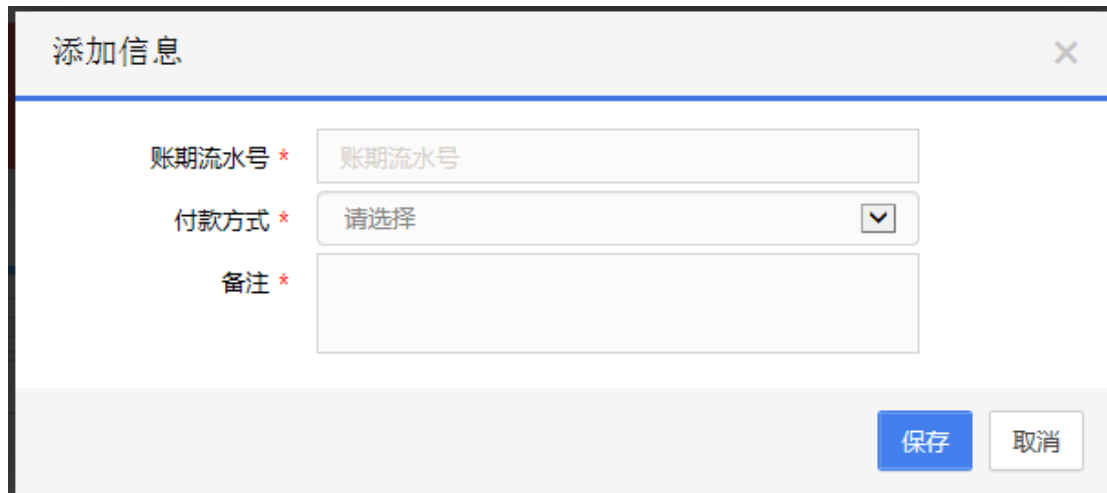 添加信息
账期流水号 * 账期流水号
付款方式 * 请选择
备注 *
保存 取消